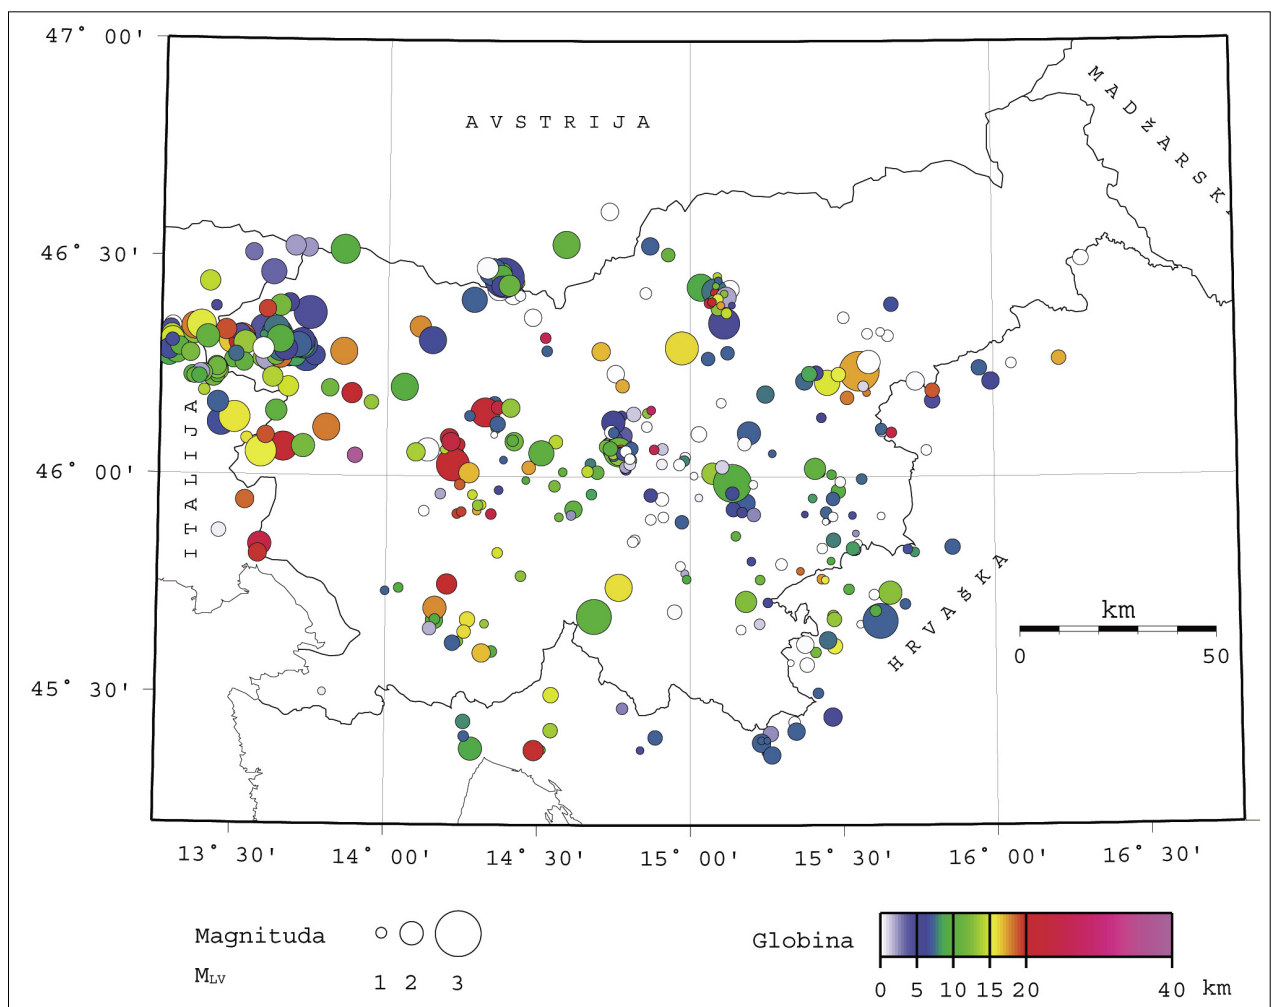 47° 00'
AVSTRIJA
MADŽARSK
46° 30'
ITALIJA
46° 00'
HRVAŠKA
km
0 50
45° 30'
13° 30' 14° 00' 14° 30' 15° 00' 15° 30' 16° 00' 16° 30'
Magnituda
MLV
1 2 3
Globina
0 5 10 15 20 40 km